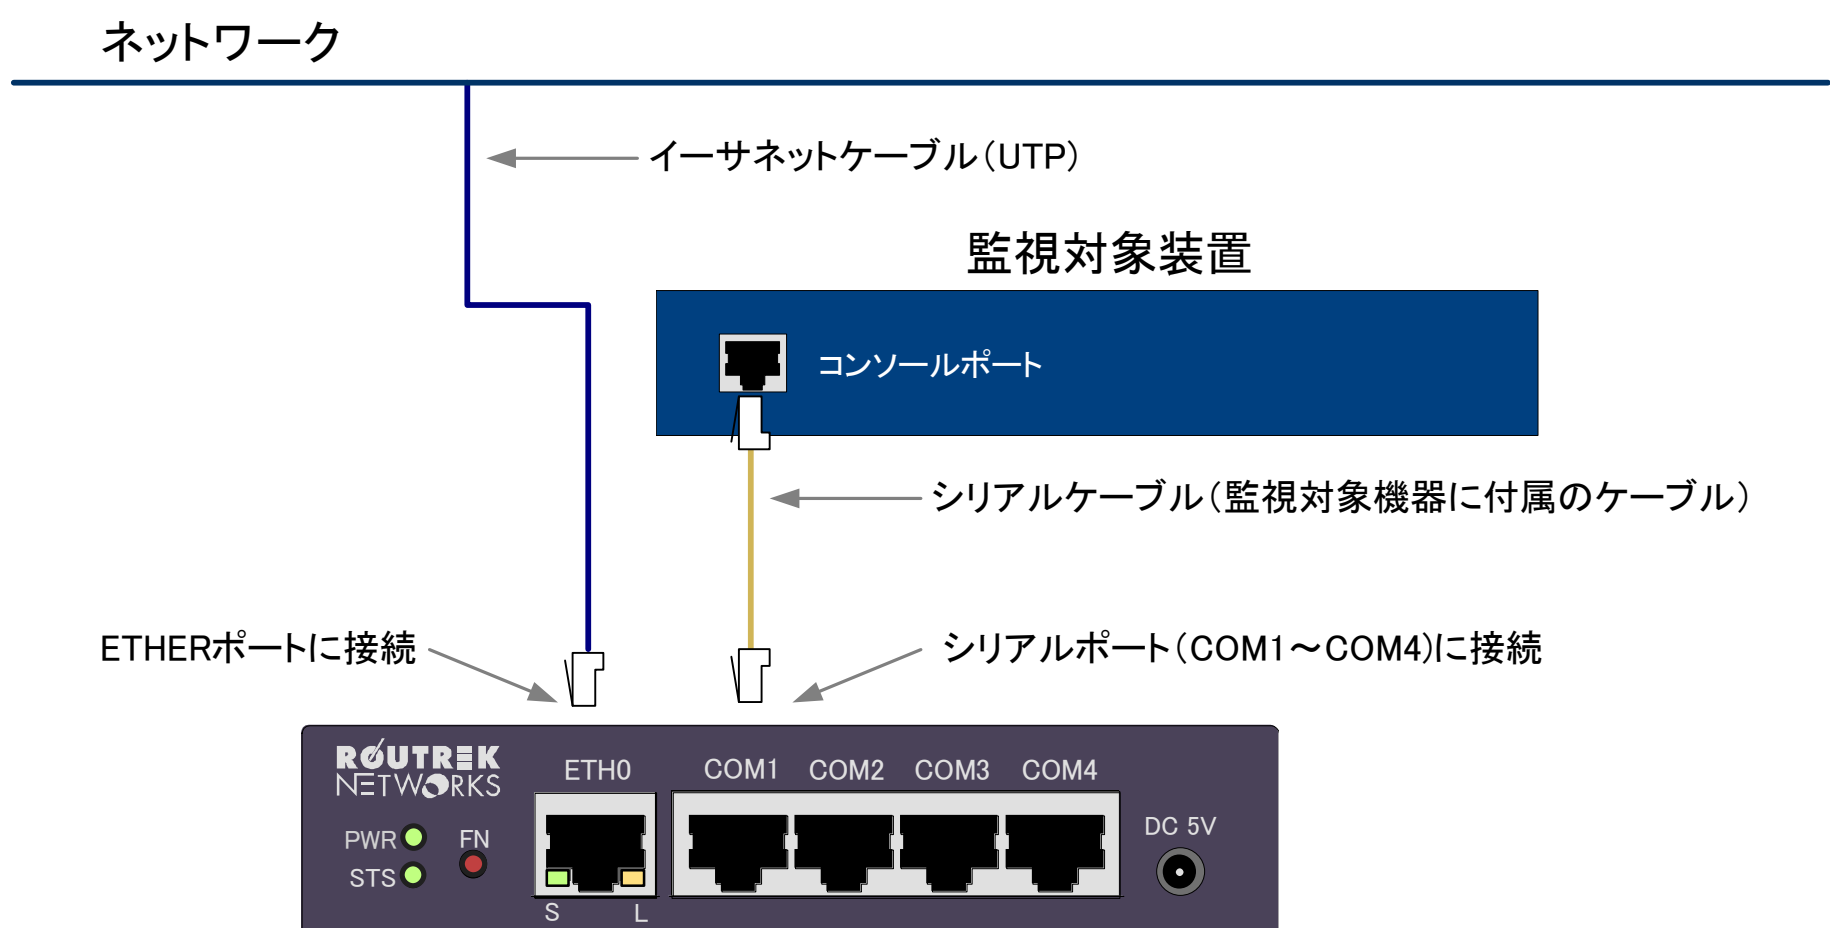 ネットワーク
イーサネットケーブル（UTP）
監視対象装置
コンソールポート
シリアルケーブル（監視対象機器に付属のケーブル）
ETHERポートに接続
シリアルポート（COM1～COM4)に接続
ROUTREK
NETWORKS
ETH0
COM1 COM2 COM3 COM4
PWR
FN
DC 5V
STS
S L